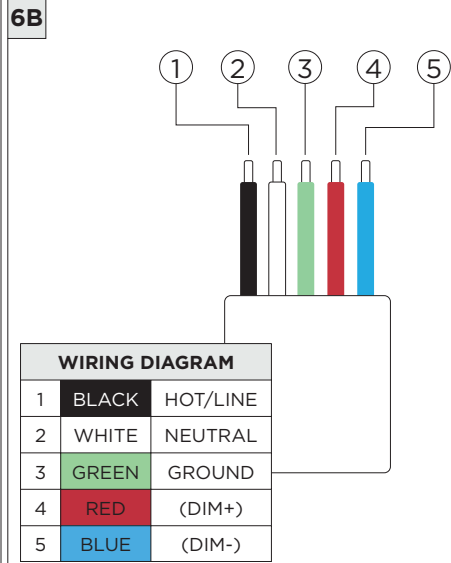 6B
1 2 3 4 5
WIRING DIAGRAM
1 BLACK HOT/LINE
2 WHITE NEUTRAL
3 GREEN GROUND
4 RED (DIM+)
5 BLUE (DIM-)